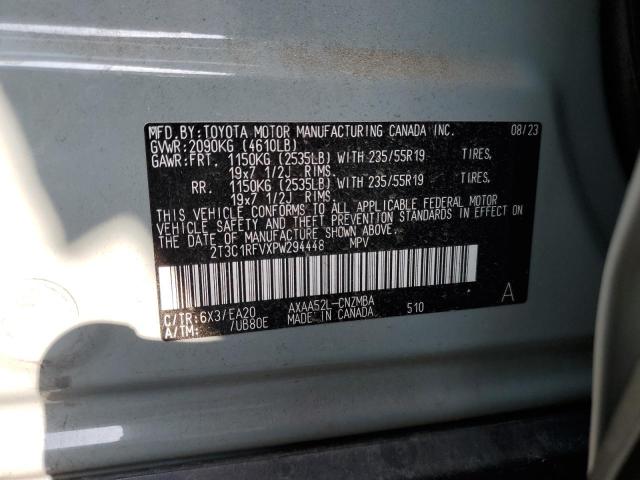 MFD.BY:TOYOTA MOTOR MANUFACTURING CANADA INC. 08/23
GVWR:2090KG (4610LB)
GAWR:FRT. 1150KG (2535LB) WITH 235/55R19 TIRES,
19x7 1/2J RIMS.
RR. 1150KG (2535LB) WITH 235/55R19 TIRES,
19x7 1/2J RIMS.
THIS VEHICLE CONFORMS TO ALL APPLICABLE FEDERAL MOTOR
VEHICLE SAFETY AND THEFT PREVENTION STANDARDS IN EFFECT
ON THE DATE OF MANUFACTURE SHOWN ABOVE.
2T3C1RFVXPW294448 MPV
C/TR:6X3/EA20 AXAA52L-CNZMBA A
A/TM: /UB80E MADE IN CANADA 510